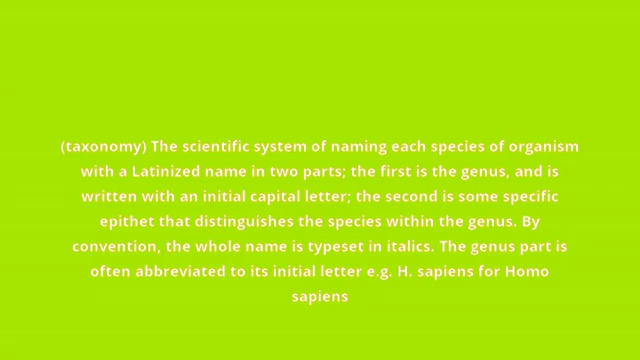 (taxonomy) The scientific system of naming each species of organism
with a Latinized name in two parts; the first is the genus, and is
written with an initial capital letter; the second is some specific
epithet that distinguishes the species within the genus. By
convention, the whole name is typeset in italics. The genus part is
often abbreviated to its initial letter e.g. H. sapiens for Homo
sapiens